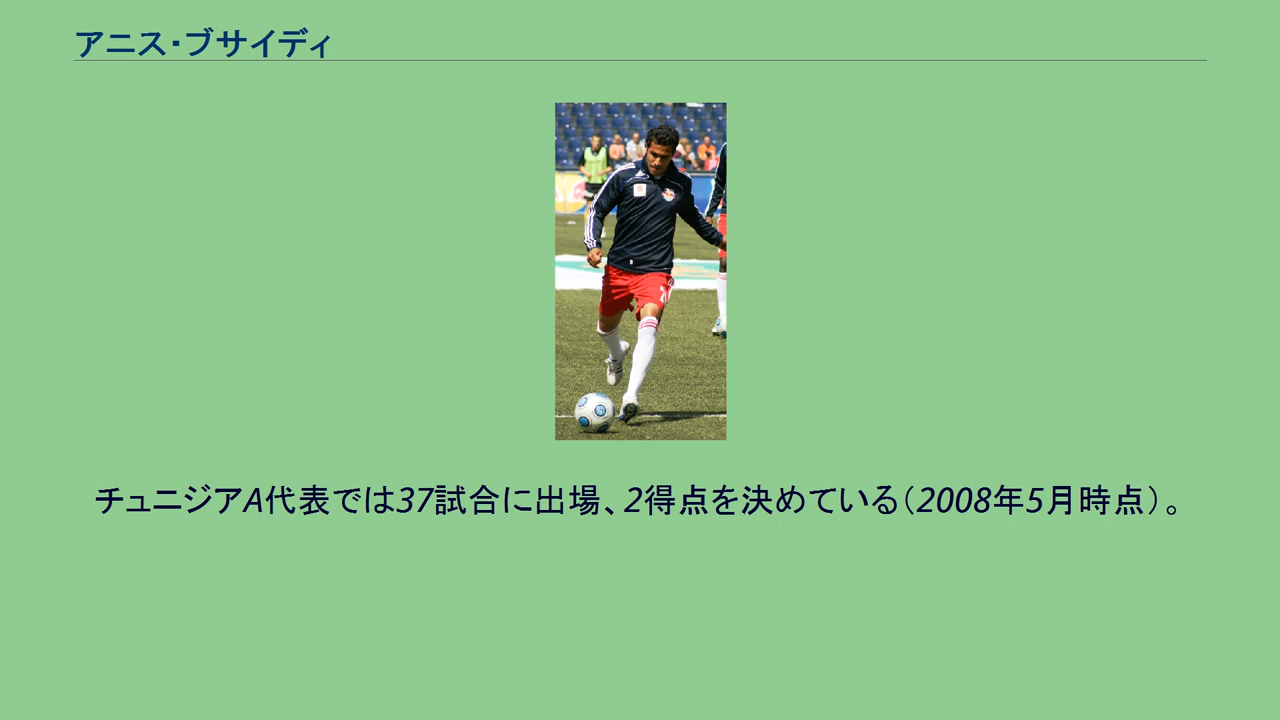 アニス・ブサイディ
チュニジアA代表では37試合に出場、2得点を決めている（2008年5月時点）。